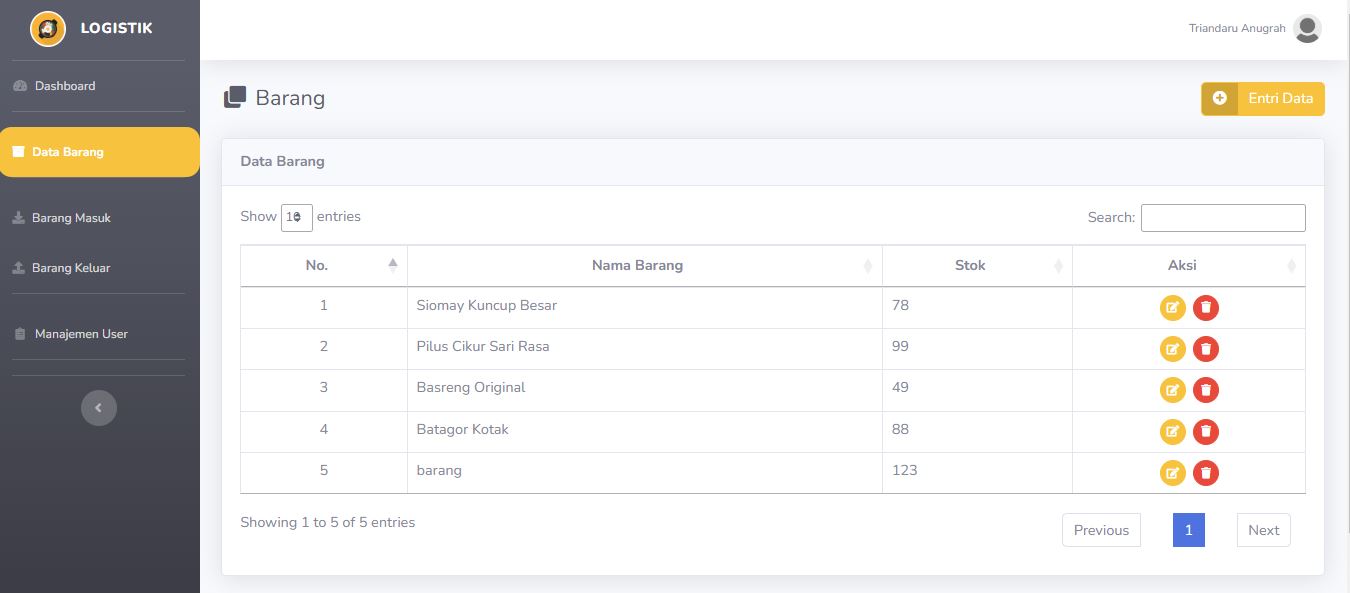 LOGISTIK
Triandaru Anugrah
Dashboard
Data Barang
Barang Masuk
Barang Keluar
Manajemen User
Barang
Entri Data
Data Barang
Show 10 entries
Search:
No. Nama Barang Stok Aksi
1 Siomay Kuncup Besar 78
2 Pilus Cikur Sari Rasa 99
3 Basreng Original 49
4 Batagor Kotak 88
5 barang 123
Showing 1 to 5 of 5 entries
Previous 1 Next